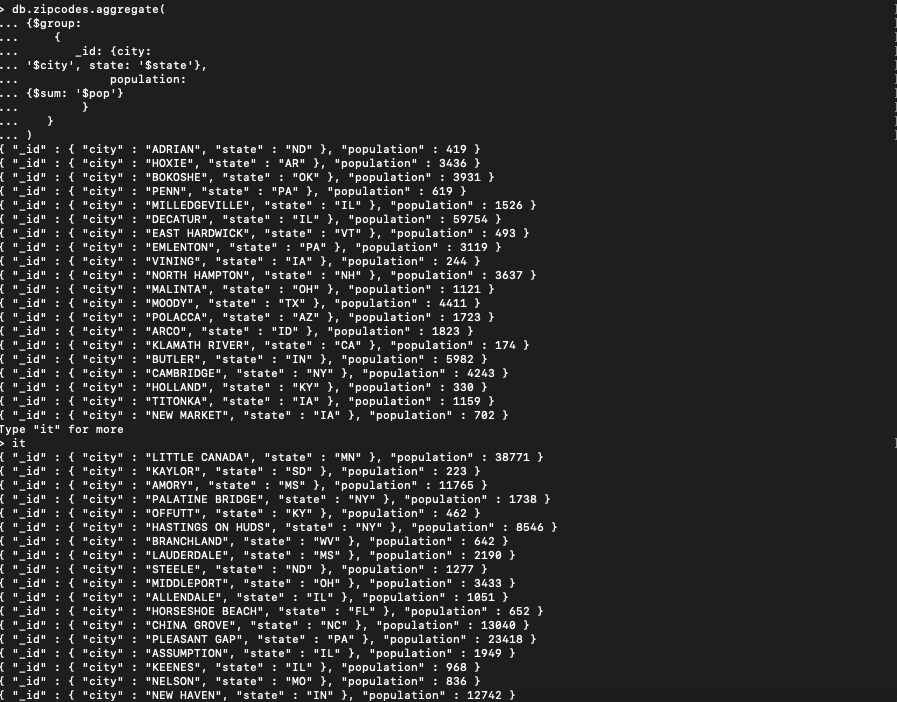 > db.zipcodes.aggregate(
... {$group:
... {
... _id: {city:
... '$city', state: '$state'},
... population:
... {$sum: '$pop'}
... }
... }
... )
{ "_id" : { "city" : "ADRIAN", "state" : "ND" }, "population" : 419 }
{ "_id" : { "city" : "HOXIE", "state" : "AR" }, "population" : 3436 }
{ "_id" : { "city" : "BOKOSHE", "state" : "OK" }, "population" : 3931 }
{ "_id" : { "city" : "PENN", "state" : "PA" }, "population" : 619 }
{ "_id" : { "city" : "MILLEDGEVILLE", "state" : "IL" }, "population" : 1526 }
{ "_id" : { "city" : "DECATUR", "state" : "IL" }, "population" : 59754 }
{ "_id" : { "city" : "EAST HARDWICK", "state" : "VT" }, "population" : 493 }
{ "_id" : { "city" : "EMLENTON", "state" : "PA" }, "population" : 3119 }
{ "_id" : { "city" : "VINING", "state" : "IA" }, "population" : 244 }
{ "_id" : { "city" : "NORTH HAMPTON", "state" : "NH" }, "population" : 3637 }
{ "_id" : { "city" : "MALINTA", "state" : "OH" }, "population" : 1121 }
{ "_id" : { "city" : "MOODY", "state" : "TX" }, "population" : 4411 }
{ "_id" : { "city" : "POLACCA", "state" : "AZ" }, "population" : 1723 }
{ "_id" : { "city" : "ARCO", "state" : "ID" }, "population" : 1823 }
{ "_id" : { "city" : "KLAMATH RIVER", "state" : "CA" }, "population" : 174 }
{ "_id" : { "city" : "BUTLER", "state" : "IN" }, "population" : 5982 }
{ "_id" : { "city" : "CAMBRIDGE", "state" : "NY" }, "population" : 4243 }
{ "_id" : { "city" : "HOLLAND", "state" : "KY" }, "population" : 330 }
{ "_id" : { "city" : "TITONKA", "state" : "IA" }, "population" : 1159 }
{ "_id" : { "city" : "NEW MARKET", "state" : "IA" }, "population" : 702 }
Type "it" for more
> it
{ "_id" : { "city" : "LITTLE CANADA", "state" : "MN" }, "population" : 38771 }
{ "_id" : { "city" : "KAYLOR", "state" : "SD" }, "population" : 223 }
{ "_id" : { "city" : "AMORY", "state" : "MS" }, "population" : 11765 }
{ "_id" : { "city" : "PALATINE BRIDGE", "state" : "NY" }, "population" : 1738 }
{ "_id" : { "city" : "OFFUTT", "state" : "KY" }, "population" : 462 }
{ "_id" : { "city" : "HASTINGS ON HUDS", "state" : "NY" }, "population" : 8546 }
{ "_id" : { "city" : "BRANCHLAND", "state" : "WV" }, "population" : 642 }
{ "_id" : { "city" : "LAUDERDALE", "state" : "MS" }, "population" : 2190 }
{ "_id" : { "city" : "STEELE", "state" : "ND" }, "population" : 1277 }
{ "_id" : { "city" : "MIDDLEPORT", "state" : "OH" }, "population" : 3433 }
{ "_id" : { "city" : "ALLENDALE", "state" : "IL" }, "population" : 1051 }
{ "_id" : { "city" : "HORSESHOE BEACH", "state" : "FL" }, "population" : 652 }
{ "_id" : { "city" : "CHINA GROVE", "state" : "NC" }, "population" : 13040 }
{ "_id" : { "city" : "PLEASANT GAP", "state" : "PA" }, "population" : 23418 }
{ "_id" : { "city" : "ASSUMPTION", "state" : "IL" }, "population" : 1949 }
{ "_id" : { "city" : "KEENES", "state" : "IL" }, "population" : 968 }
{ "_id" : { "city" : "NELSON", "state" : "MO" }, "population" : 836 }
{ "_id" : { "city" : "NEW HAVEN", "state" : "IN" }, "population" : 12742 }